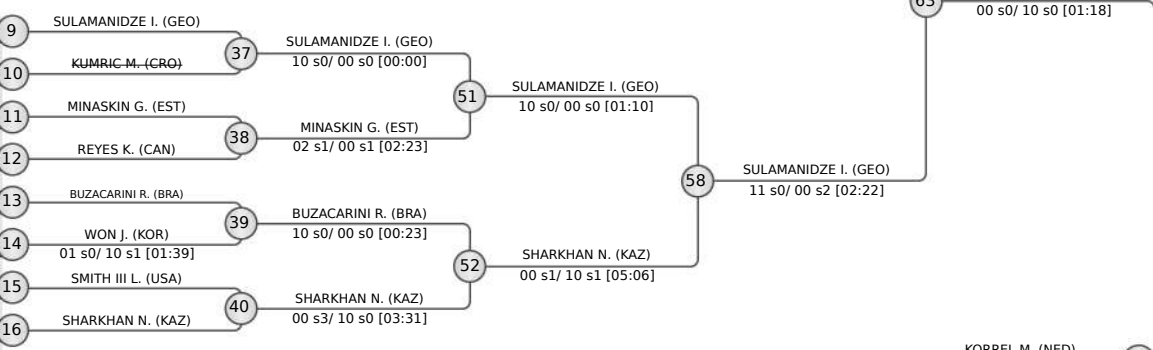 63
00 s0/ 10 s0 [01:18]
9
SULAMANIDZE I. (GEO)
10
KUMRIC M. (CRO)
37
SULAMANIDZE I. (GEO)
10 s0/ 00 s0 [00:00]
11
MINASKIN G. (EST)
12
REYES K. (CAN)
38
MINASKIN G. (EST)
02 s1/ 00 s1 [02:23]
51
SULAMANIDZE I. (GEO)
10 s0/ 00 s0 [01:10]
13
BUZACARINI R. (BRA)
14
WON J. (KOR)
01 s0/ 10 s1 [01:39]
39
BUZACARINI R. (BRA)
10 s0/ 00 s0 [00:23]
15
SMITH III L. (USA)
16
SHARKHAN N. (KAZ)
40
SHARKHAN N. (KAZ)
00 s3/ 10 s0 [03:31]
52
SHARKHAN N. (KAZ)
00 s1/ 10 s1 [05:06]
58
SULAMANIDZE I. (GEO)
11 s0/ 00 s2 [02:22]
KORREL M. (NED)